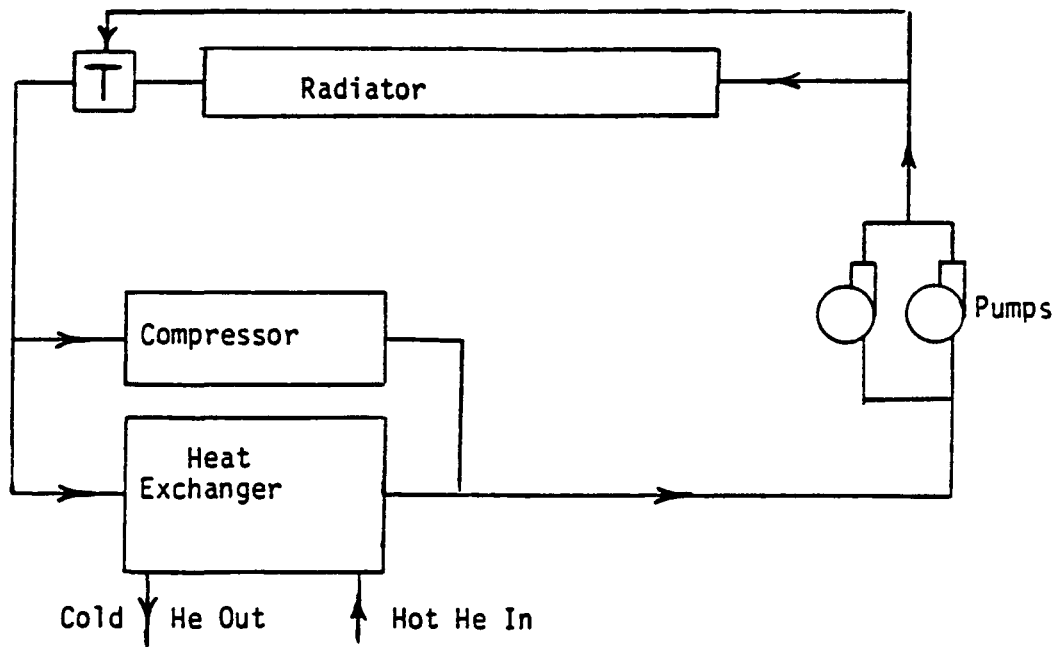 T
Radiator
Compressor
Pumps
Heat
Exchanger
Cold He Out
Hot He In